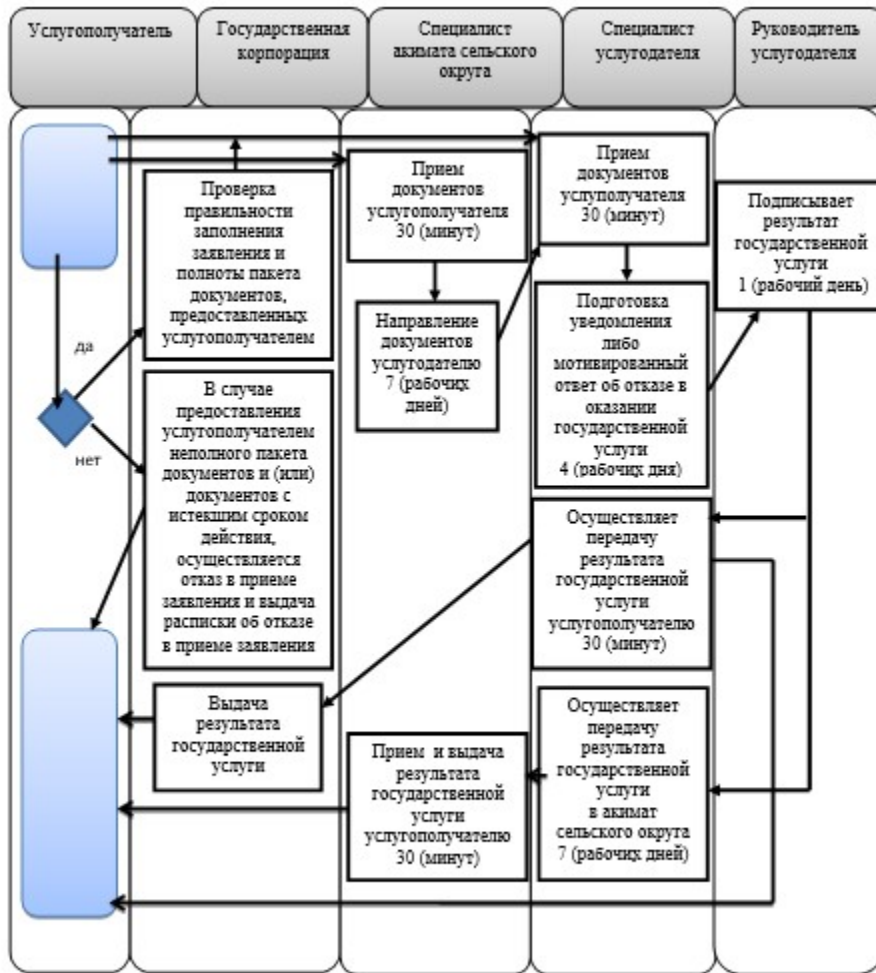 Услугополучатель
Государственная
корпорация
Специалист
акимата сельского
округа
Специалист
услугодателя
Руководитель
услугодателя
Проверка
правильности
заполнения
заявления и
полноты пакета
документов,
предоставленных
услугополучателем
да
нет
В случае
предоставления
услугополучателем
неполного пакета
документов и (или)
документов с
истекшим сроком
действия,
осуществляется
отказ в приеме
заявления и выдача
расписки об отказе
в приеме заявления
Выдача
результата
государственной
услуги
Прием
документов
услугополучателя
30 (минут)
Направление
документов
услугодателю
7 (рабочих
дней)
Прием и выдача
результата
государственной
услуги
услугополучателю
30 (минут)
Прием
документов
услуполучателя
30 (минут)
Подготовка
уведомления
либо
мотивированный
ответ об отказе в
оказании
государственной
услуги
4 (рабочих дня)
Осуществляет
передачу
результата
государственной
услуги
услугополучателю
30 (минут)
Осуществляет
передачу
результата
государственной
услуги
в акимат
сельского округа
7 (рабочих дней)
Подписывает
результат
государственной
услуги
1 (рабочий день)